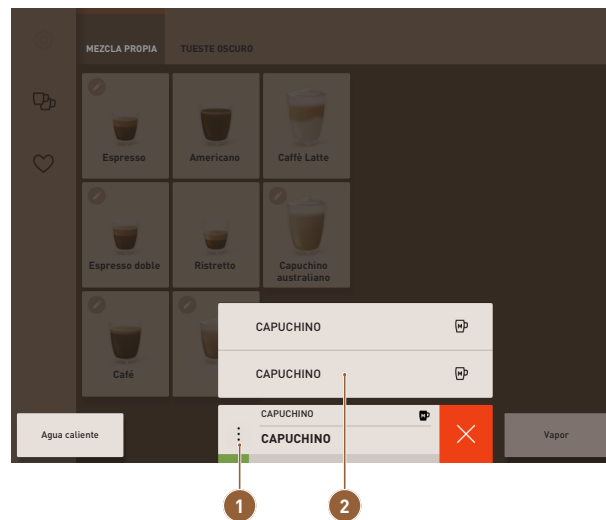 MEZCLA PROPIA
TUESTE OSCURO
Espresso
Americano
Caffè Latte
Espresso doble
Ristretto
Capuchino
australiano
Café
CAPUCHINO
CAPUCHINO
CAPUCHINO
CAPUCHINO
Agua caliente
Vapor
1
2